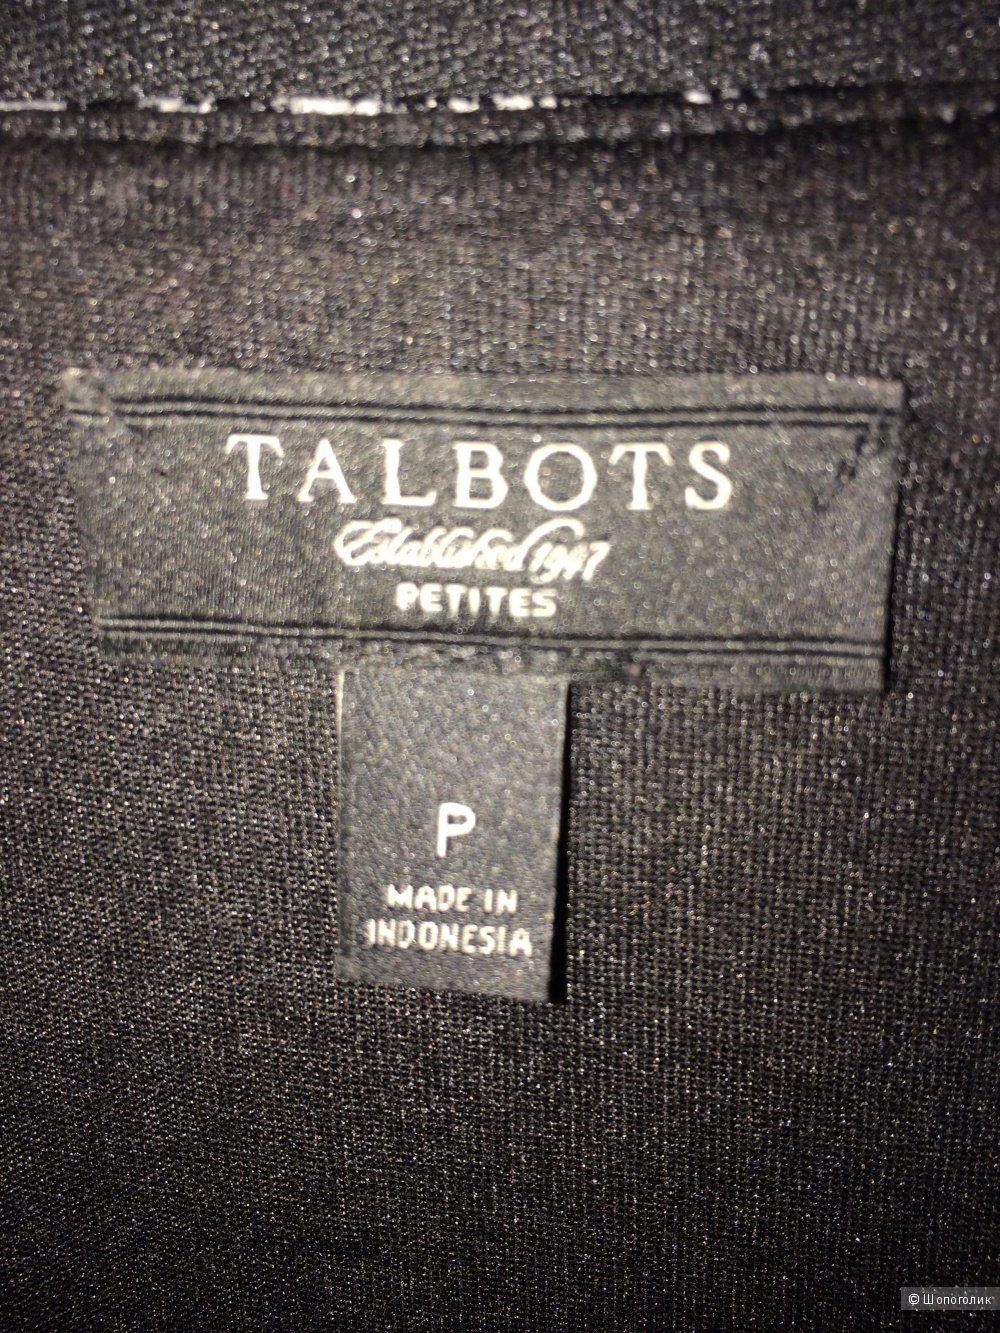 TALBOTS
Established 1947
PETITES
P
MADE IN
INDONESIA
© Шопоголик